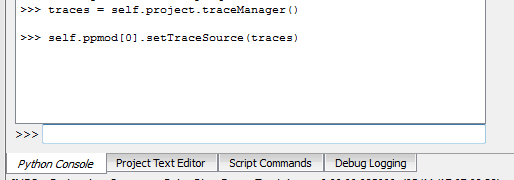 >>> traces = self.project.traceManager()
>>> self.ppmod[0].setTraceSource(traces)
>>>
Python Console
Project Text Editor
Script Commands
Debug Logging